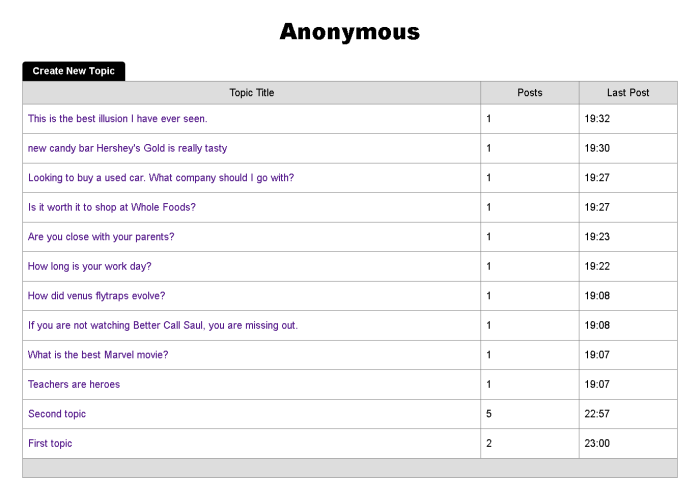 Anonymous
Create New Topic
Topic Title Posts Last Post
This is the best illusion I have ever seen. 1 19:32
new candy bar Hershey's Gold is really tasty 1 19:30
Looking to buy a used car. What company should I go with? 1 19:27
Is it worth it to shop at Whole Foods? 1 19:27
Are you close with your parents? 1 19:23
How long is your work day? 1 19:22
How did venus flytraps evolve? 1 19:08
If you are not watching Better Call Saul, you are missing out. 1 19:08
What is the best Marvel movie? 1 19:07
Teachers are heroes 1 19:07
Second topic 5 22:57
First topic 2 23:00